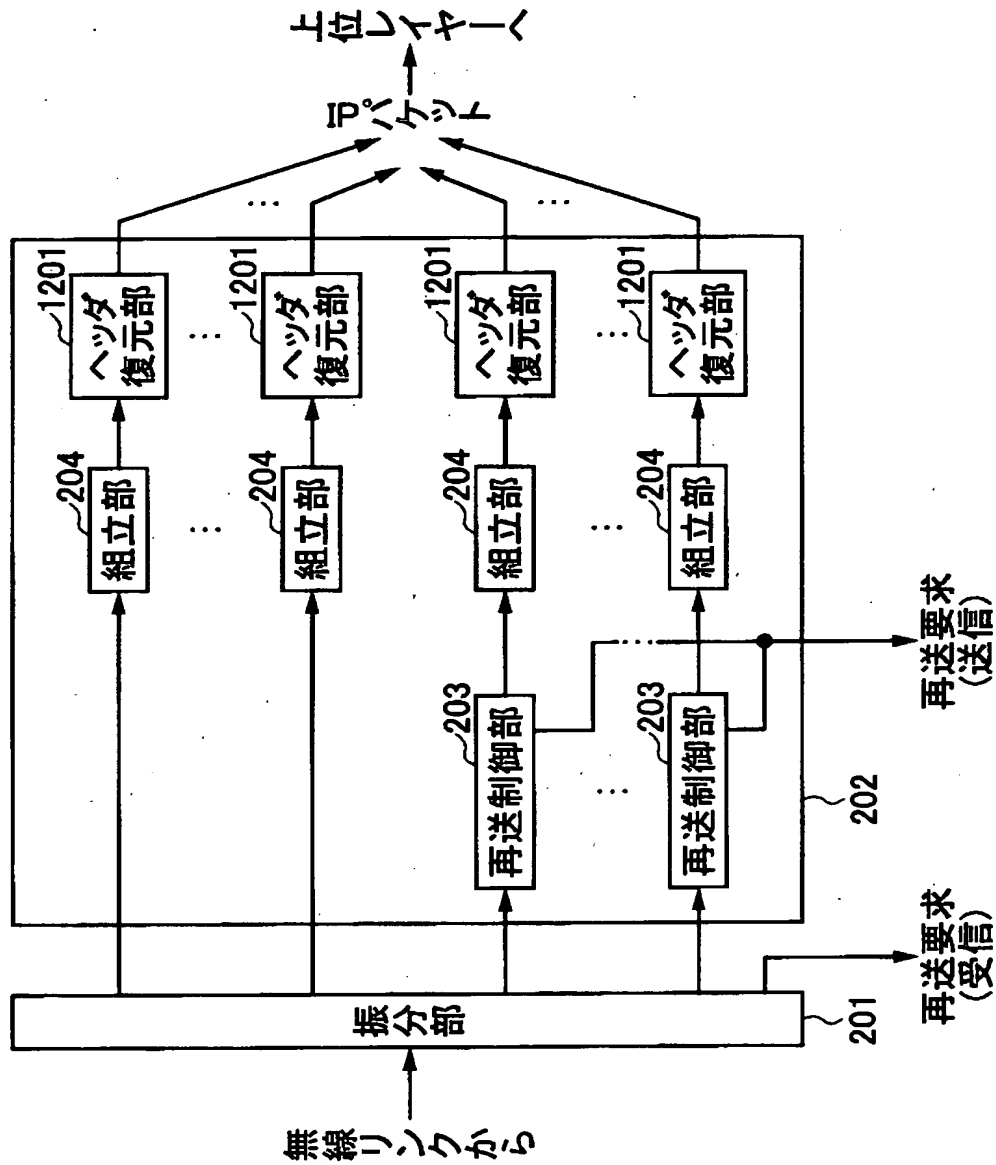 無線リンクから
振分部
201
再送要求
(受信)
202
再送制御部
203
再送制御部
203
再送要求
(送信)
組立部
204
組立部
204
組立部
204
組立部
204
ヘッダ
復元部
1201
ヘッダ
復元部
1201
ヘッダ
復元部
1201
ヘッダ
復元部
1201
IPパケット
上位レイヤーへ